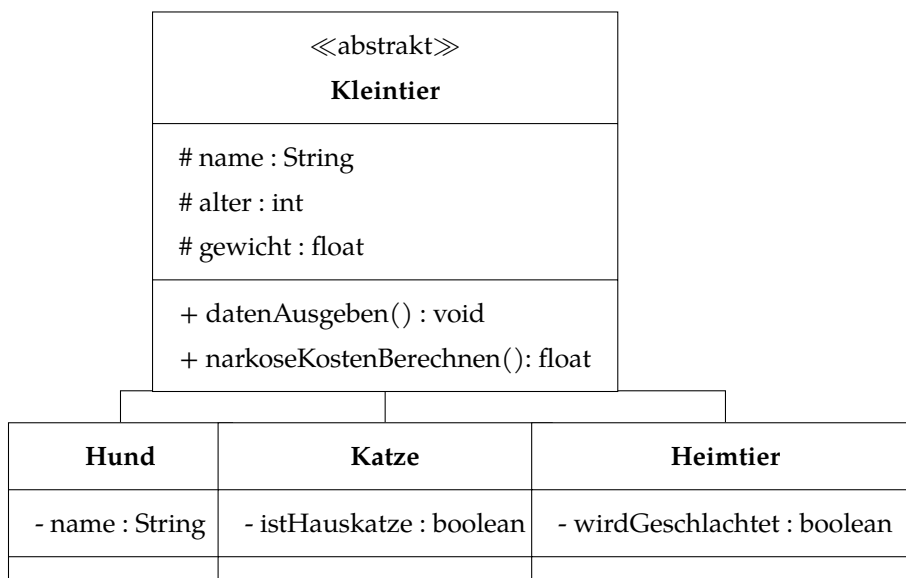 ≪abstrakt≫
Kleintier
# name : String
# alter : int
# gewicht : float
+ datenAusgeben() : void
+ narkoseKostenBerechnen(): float
Hund
Katze
Heimtier
- name : String
- istHauskatze : boolean
- wirdGeschlachtet : boolean